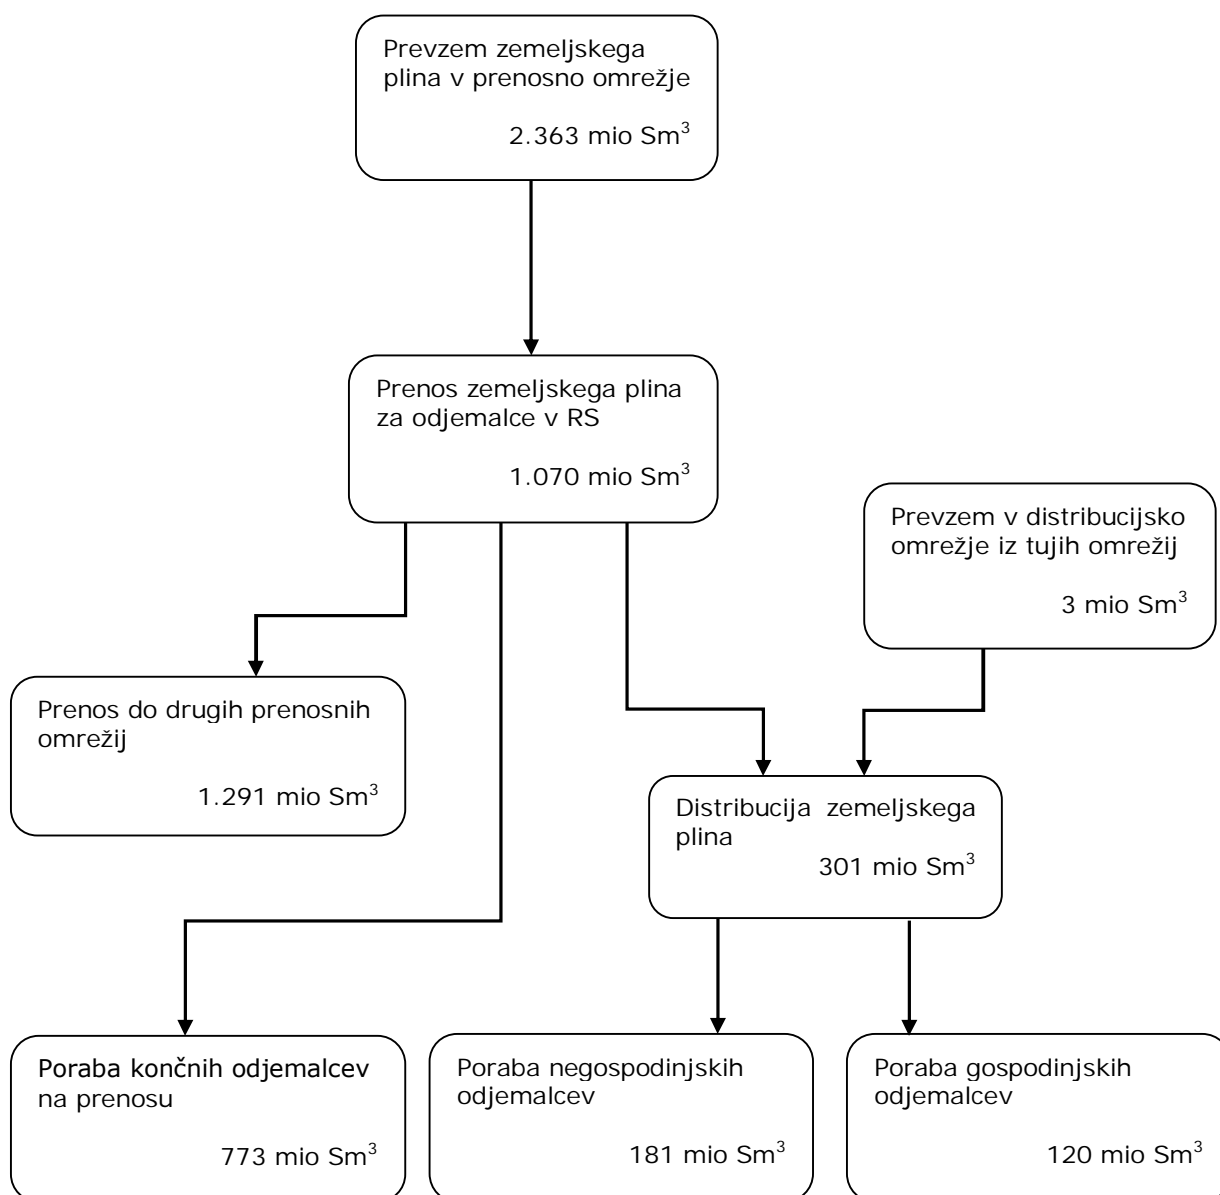 Prevzem zemeljskega
plina v prenosno omrežje
2.363 mio Sm³
Prenos zemeljskega plina
za odjemalce v RS
1.070 mio Sm³
Prevzem v distribucijsko
omrežje iz tujih omrežij
3 mio Sm³
Prenos do drugih prenosnih
omrežij
1.291 mio Sm³
Distribucija zemeljskega
plina
301 mio Sm³
Poraba končnih odjemalcev
na prenosu
773 mio Sm³
Poraba negospodinjskih
odjemalcev
181 mio Sm³
Poraba gospodinjskih
odjemalcev
120 mio Sm³